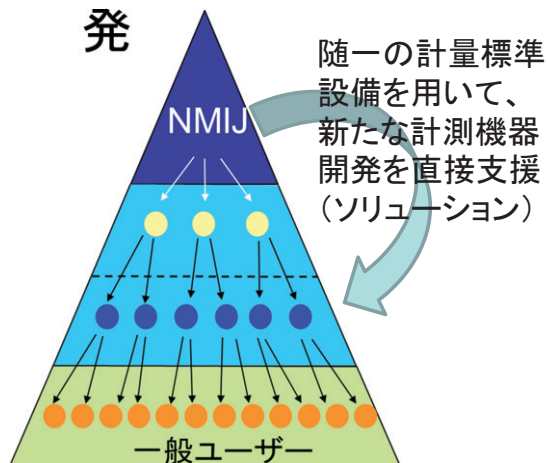 発
随一の計量標準
設備を用いて、
新たな計測機器
開発を直接支援
（ソリューション）
NMIJ
一般ユーザー